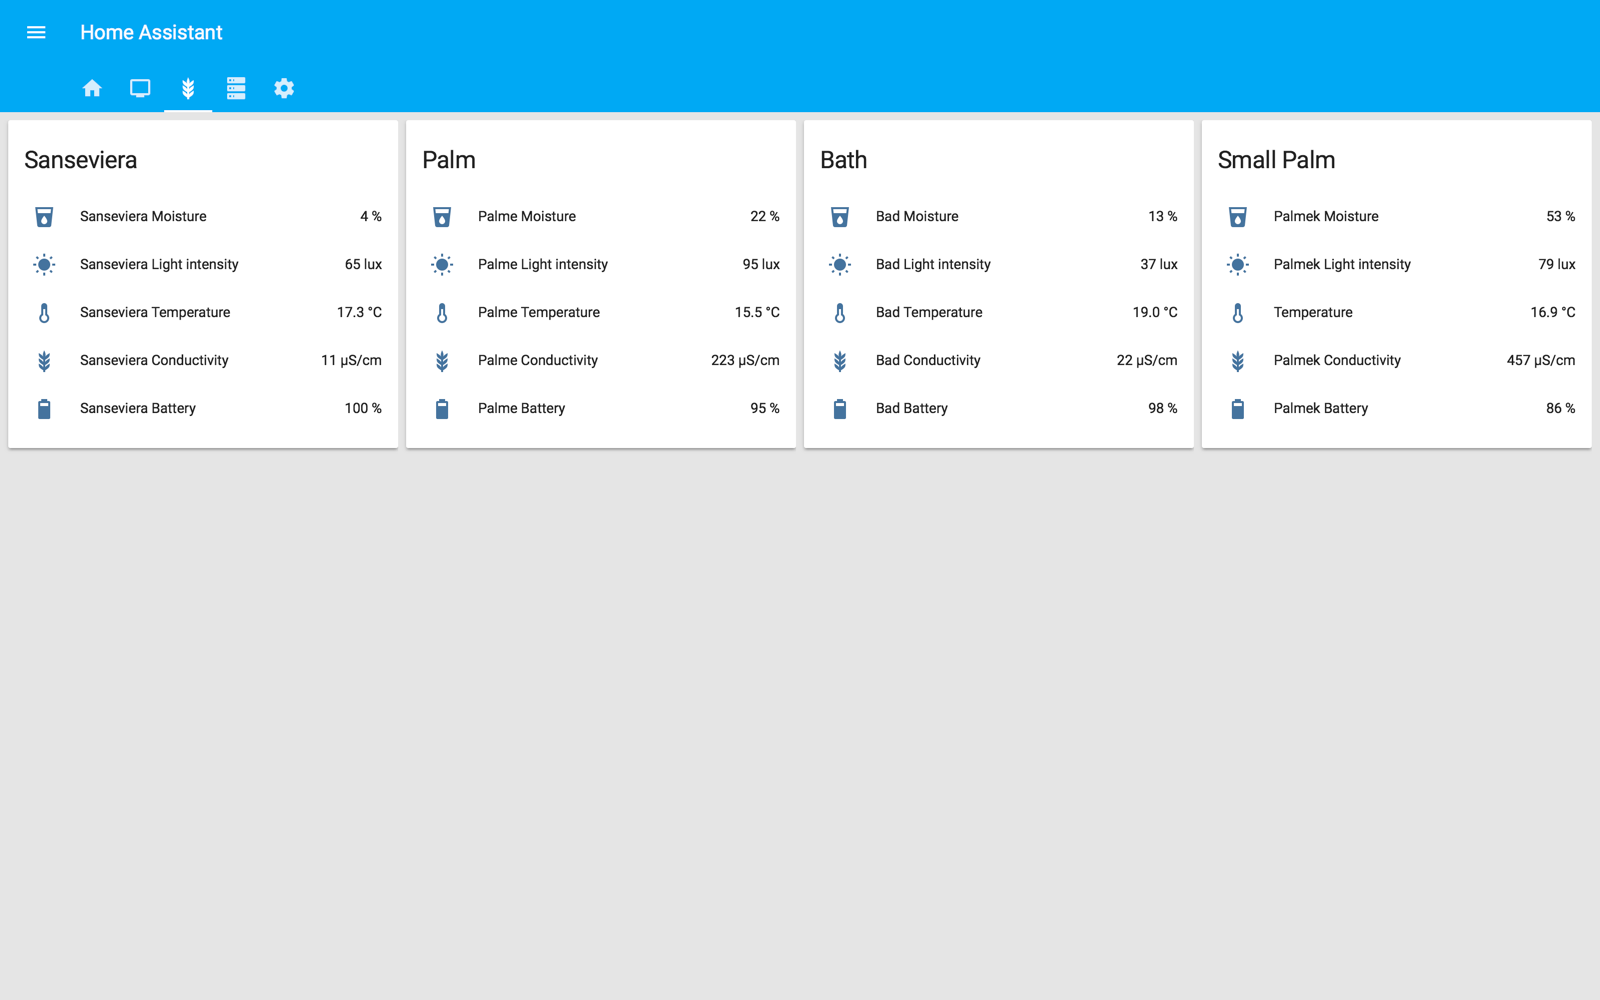 Home Assistant
Sanseviera
Sanseviera Moisture 4 %
Sanseviera Light intensity 65 lux
Sanseviera Temperature 17.3 °C
Sanseviera Conductivity 11 µS/cm
Sanseviera Battery 100 %
Palm
Palme Moisture 22 %
Palme Light intensity 95 lux
Palme Temperature 15.5 °C
Palme Conductivity 223 µS/cm
Palme Battery 95 %
Bath
Bad Moisture 13 %
Bad Light intensity 37 lux
Bad Temperature 19.0 °C
Bad Conductivity 22 µS/cm
Bad Battery 98 %
Small Palm
Palmek Moisture 53 %
Palmek Light intensity 79 lux
Temperature 16.9 °C
Palmek Conductivity 457 µS/cm
Palmek Battery 86 %